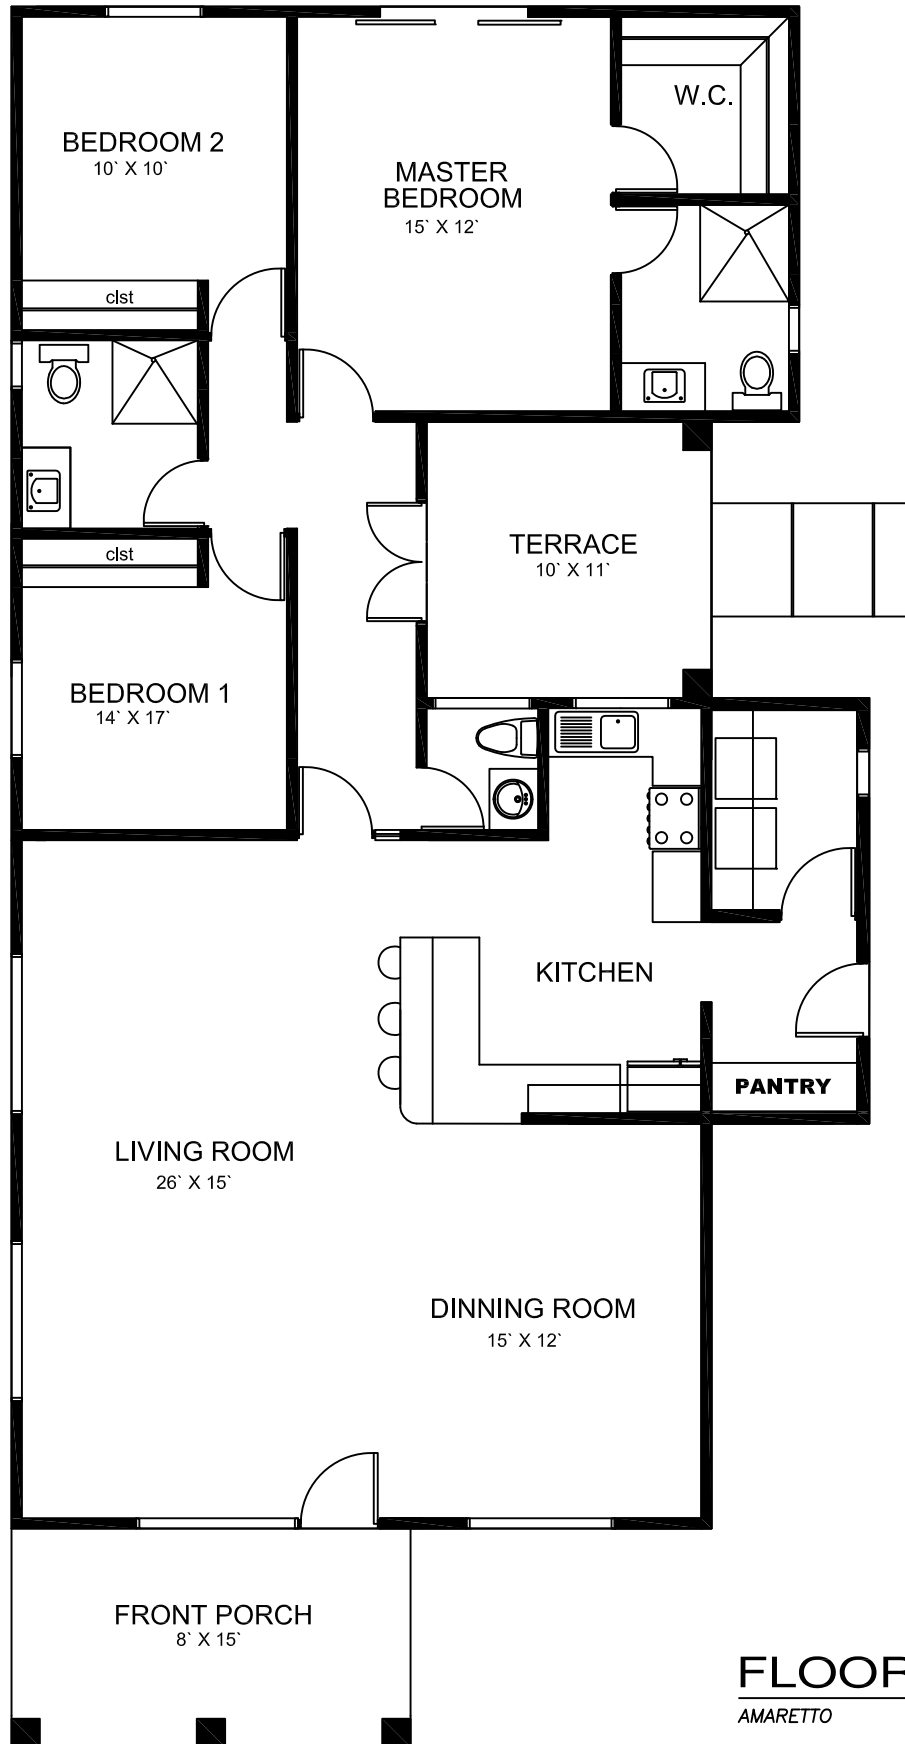 BEDROOM 2
10` X 10`
MASTER
BEDROOM
15` X 12`
W.C.
clst
clst
TERRACE
10` X 11`
BEDROOM 1
14` X 17`
KITCHEN
PANTRY
LIVING ROOM
26` X 15`
DINNING ROOM
15` X 12`
FRONT PORCH
8` X 15`
FLOOR
AMARETTO